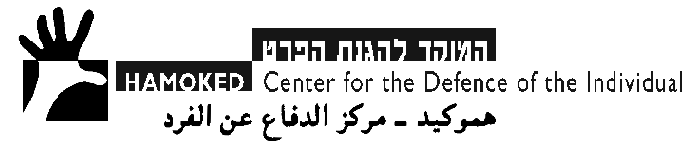 המוקד להגנת הפרט
HAMOKED Center for the Defence of the Individual
هموكيد - مركز الدفاع عن الفرد